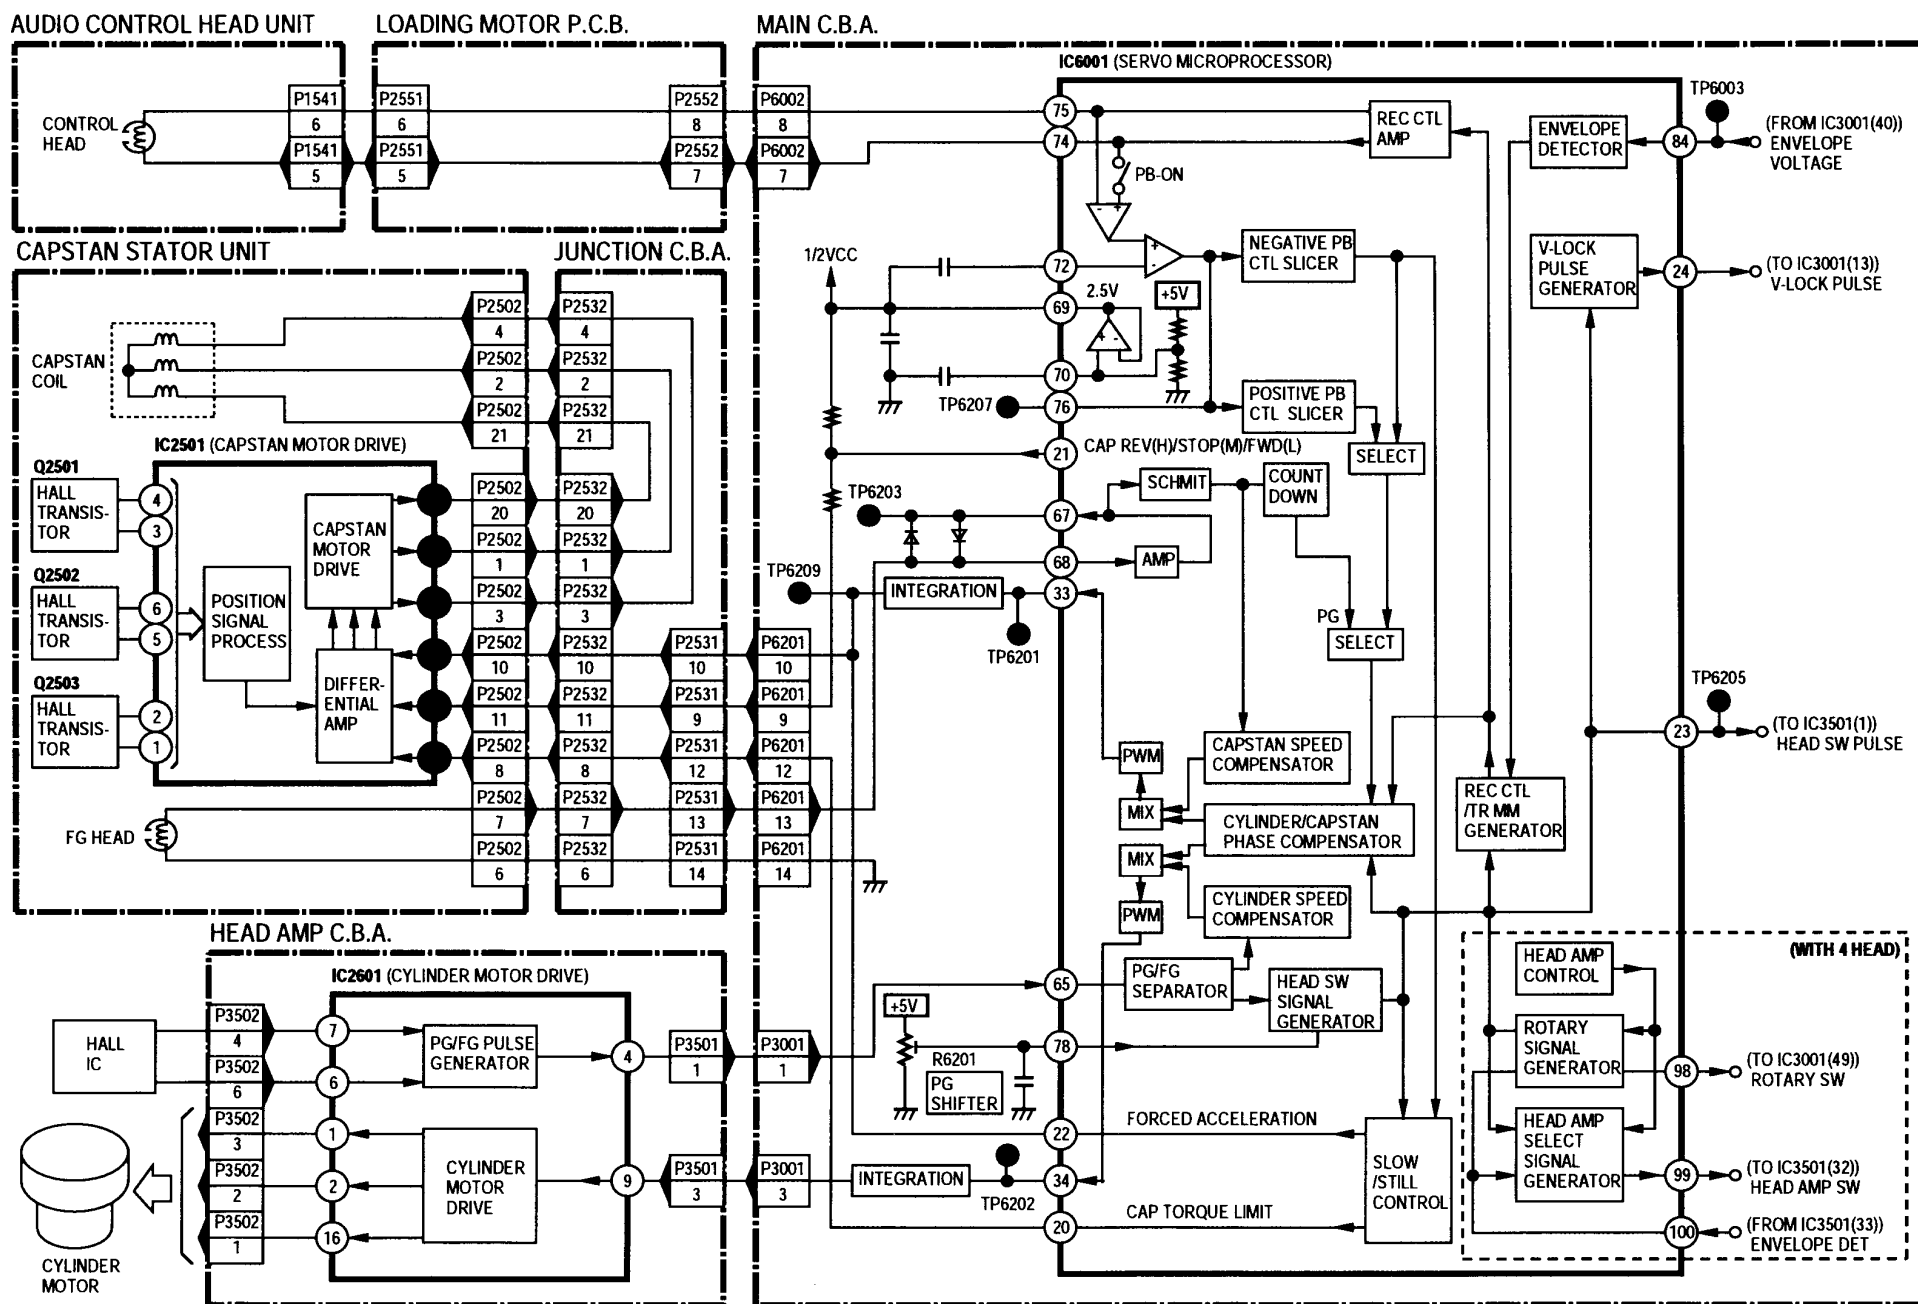 AUDIO CONTROL HEAD UNIT
LOADING MOTOR P.C.B.
MAIN C.B.A.
IC6001 (SERVO MICROPROCESSOR)
CONTROL
HEAD
P1541
6
P1541
5
P2551
6
P2551
5
P2552
8
P2552
7
P6002
8
P6002
7
75
74
REC CTL
AMP
PB-ON
-
+
ENVELOPE
DETECTOR
84
TP6003
(FROM IC3001(40))
ENVELOPE
VOLTAGE
CAPSTAN STATOR UNIT
JUNCTION C.B.A.
1/2VCC
72
+
-
NEGATIVE PB
CTL SLICER
V-LOCK
PULSE
GENERATOR
24
(TO IC3001(13))
V-LOCK PULSE
69
2.5V
+5V
+ -
70
TP6207
76
POSITIVE PB
CTL SLICER
SELECT
21
CAP REV(H)/STOP(M)/FWD(L)
CAPSTAN
COIL
P2502
4
P2502
2
P2502
21
P2532
4
P2532
2
P2532
21
IC2501 (CAPSTAN MOTOR DRIVE)
Q2501
HALL
TRANSIS-
TOR
4
3
Q2502
HALL
TRANSIS-
TOR
6
5
Q2503
HALL
TRANSIS-
TOR
2
1
POSITION
SIGNAL
PROCESS
CAPSTAN
MOTOR
DRIVE
DIFFER-
ENTIAL
AMP
P2502
20
P2502
1
P2502
3
P2502
10
P2502
11
P2502
8
P2502
7
P2502
6
P2532
20
P2532
1
P2532
3
P2532
10
P2532
11
P2532
8
P2532
7
P2532
6
P2531
10
P2531
9
P2531
12
P2531
13
P2531
14
P6201
10
P6201
9
P6201
12
P6201
13
P6201
14
FG HEAD
TP6203
67
68
SCHMIT
COUNT
DOWN
AMP
TP6209
INTEGRATION
33
TP6201
PG
SELECT
TP6205
23
(TO IC3501(1))
HEAD SW PULSE
PWM
CAPSTAN SPEED
COMPENSATOR
MIX
CYLINDER/CAPSTAN
PHASE COMPENSATOR
REC CTL
/TR MM
GENERATOR
MIX
CYLINDER SPEED
COMPENSATOR
PWM
HEAD AMP C.B.A.
IC2601 (CYLINDER MOTOR DRIVE)
HALL
IC
P3502
4
P3502
6
P3502
3
P3502
2
P3502
1
7
6
1
2
16
PG/FG PULSE
GENERATOR
4
CYLINDER
MOTOR
DRIVE
9
P3501
1
P3501
3
P3001
1
P3001
3
CYLINDER
MOTOR
65
PG/FG
SEPARATOR
HEAD SW
SIGNAL
GENERATOR
+5V
R6201
PG
SHIFTER
78
22
FORCED ACCELERATION
INTEGRATION
TP6202
34
20
CAP TORQUE LIMIT
SLOW
/STILL
CONTROL
(WITH 4 HEAD)
HEAD AMP
CONTROL
ROTARY
SIGNAL
GENERATOR
98
(TO IC3001(49))
ROTARY SW
HEAD AMP
SELECT
SIGNAL
GENERATOR
99
(TO IC3501(32))
HEAD AMP SW
100
(FROM IC3501(33))
ENVELOPE DET